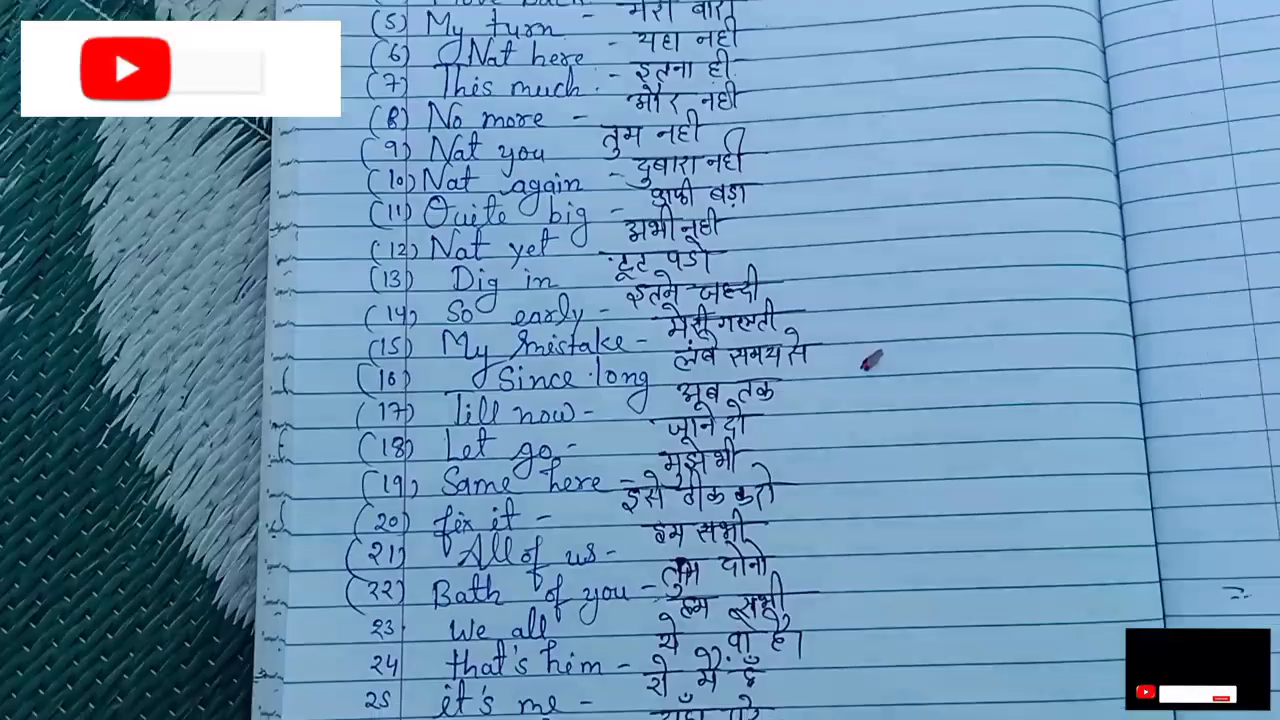 (5) My turn - मेरी बारी
(6) Nat here - यहा नही
(7) This much - इतना ही
(8) No more - और नही
(9) Nat you तुम नही
(10) Nat again - दुबारा नही
(11) Quite big - काफी बड़ा
(12) Nat yet अभी नही
(13) Dig in टूट पडो
(14) So early - इतने जल्दी
(15) My mistake - मेरी गलती
(16) Since long लंबे समय से
(17) Till now - अब तक
(18) Let go - जाने दो
(19) Same here - मुझे भी
(20) fix it - इसे ठीक करो
(21) All of us - हम सभी
(22) Bath of you - तुम दोनो
23 We all हम सभी
24 that's him - ये वो है।
25 it's me - मैं हूँ